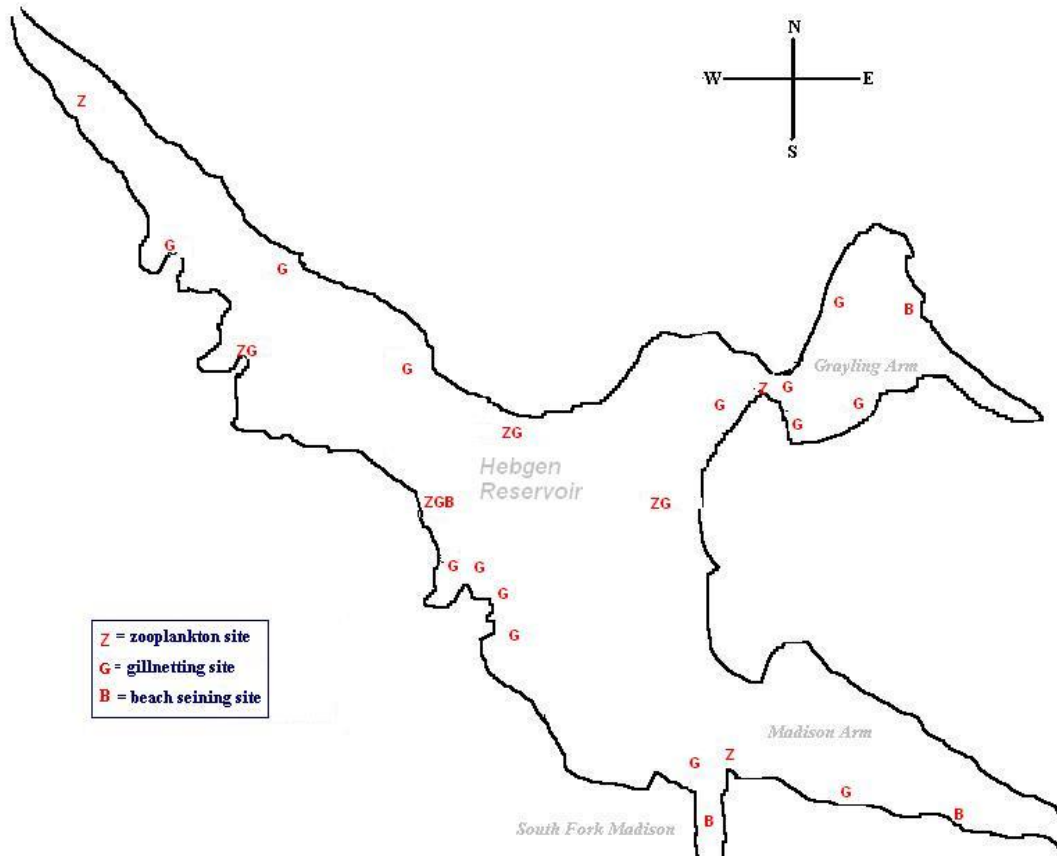 N
W E
S
Z
G
G
G
B
ZG
G
Grayling Arm
Z G
G
G
G
ZG
Hebgen
Reservoir
ZGB
ZG
G G
G
G
Z = zooplankton site
G = gillnetting site
B = beach seining site
Madison Arm
G
Z
G
B
South Fork Madison
B